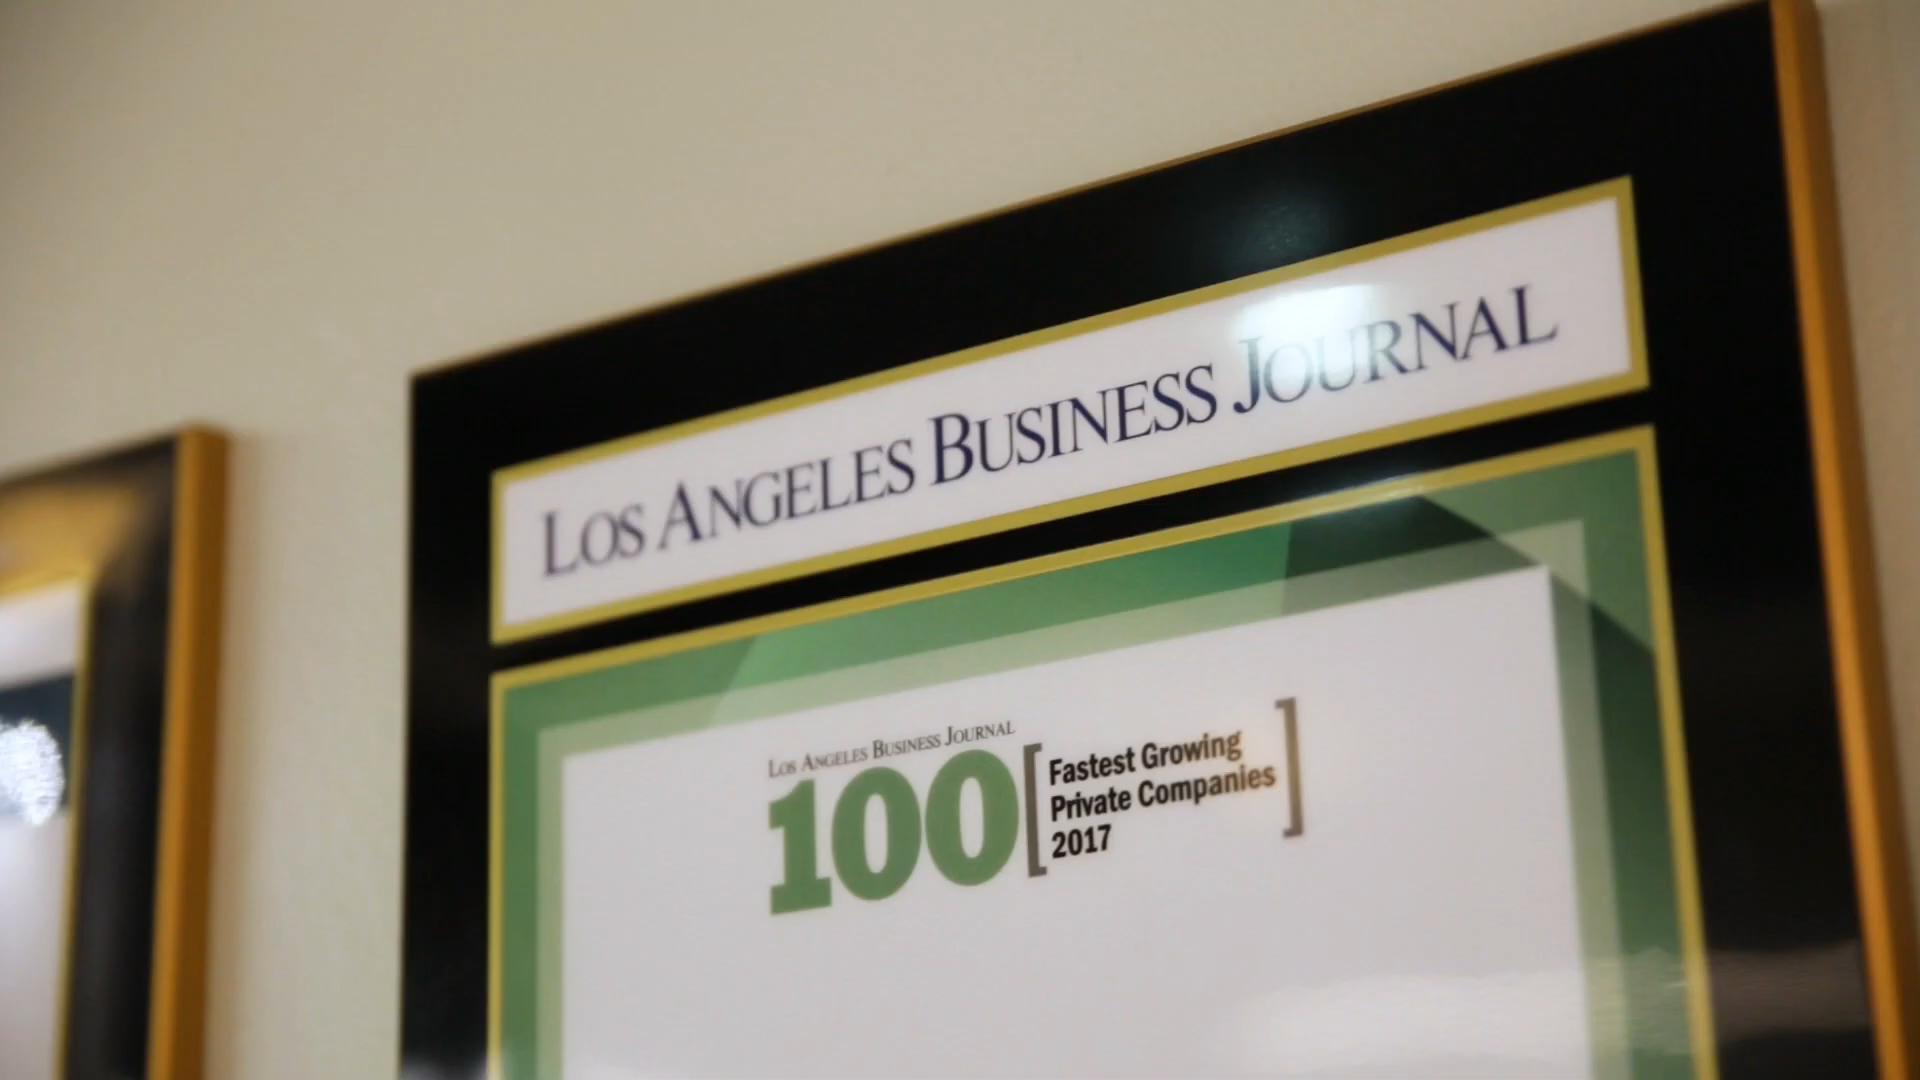 LOS ANGELES BUSINESS JOURNAL
LOS ANGELES BUSINESS JOURNAL
100
[Fastest Growing
Private Companies
2017]